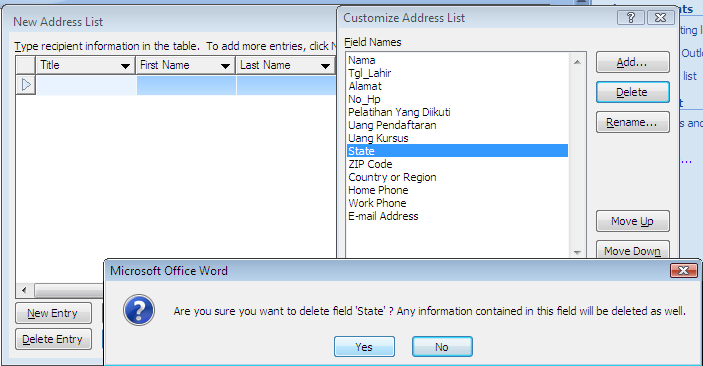 New Address List
Type recipient information in the table. To add more entries, click N
Title
First Name
Last Name
New Entry
Delete Entry
Customize Address List
Field Names
Nama
Tgl_Lahir
Alamat
No_Hp
Pelatihan Yang Diikuti
Uang Pendaftaran
Uang Kursus
State
ZIP Code
Country or Region
Home Phone
Work Phone
E-mail Address
Add...
Delete
Rename...
Move Up
Move Down
Microsoft Office Word
Are you sure you want to delete field 'State' ? Any information contained in this field will be deleted as well.
Yes
No
nts
ting l
Outlo
list
t
s and
...